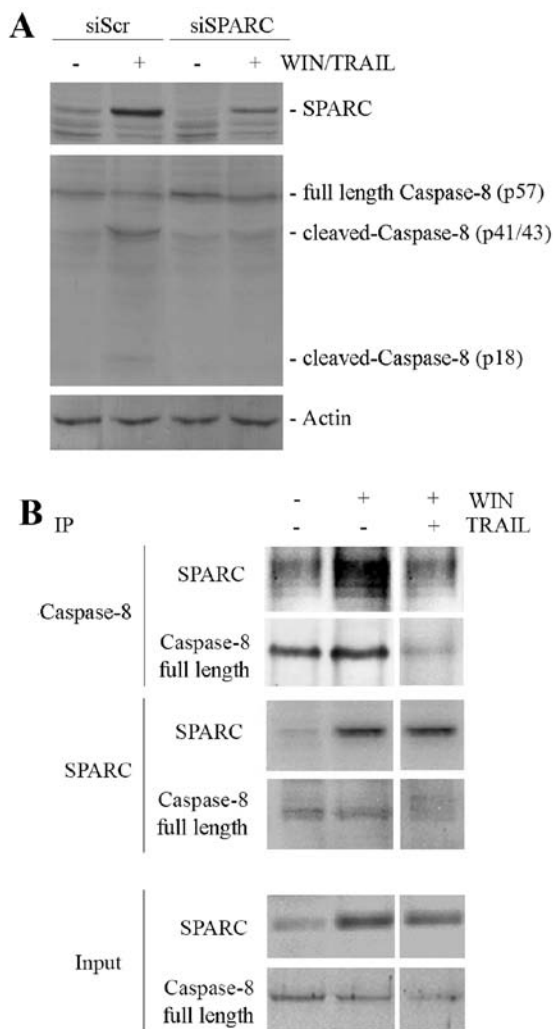 A
siScr siSPARC
- + - + WIN/TRAIL
- SPARC
- full length Caspase-8 (p57)
- cleaved-Caspase-8 (p41/43)
- cleaved-Caspase-8 (p18)
- Actin
B
- + + WIN
IP - - + TRAIL
Caspase-8
SPARC
Caspase-8
full length
SPARC
SPARC
Caspase-8
full length
Input
SPARC
Caspase-8
full length